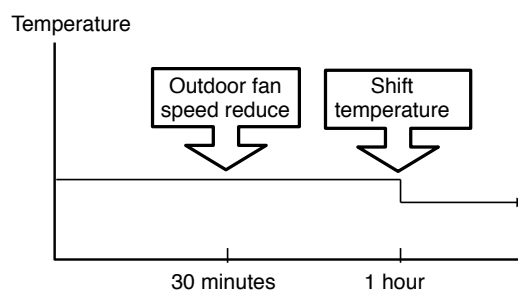 Temperature
Outdoor fan
speed reduce
Shift
temperature
30 minutes
1 hour